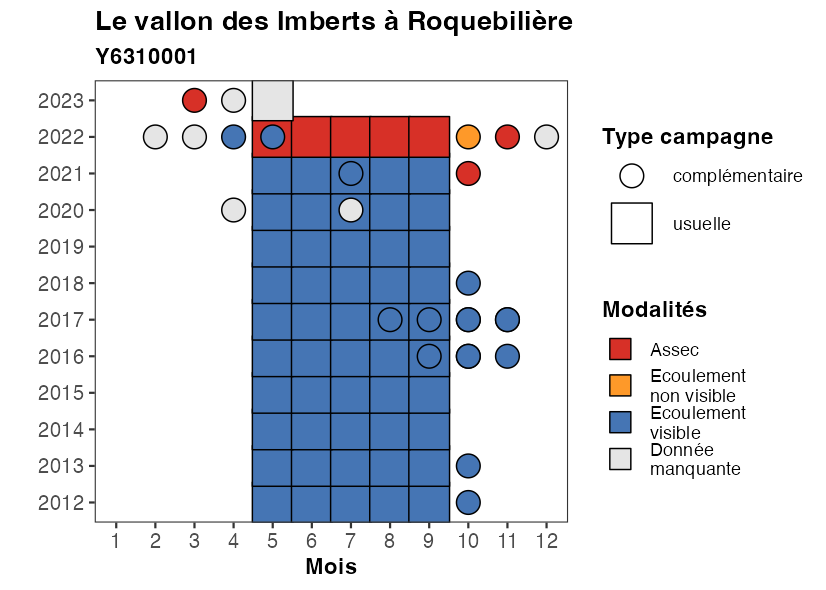 Le vallon des Imberts à Roquebilière
Y6310001
2023
2022
2021
2020
2019
2018
2017
2016
2015
2014
2013
2012
1 2 3 4 5 6 7 8 9 10 11 12
Mois
Type campagne
complémentaire
usuelle
Modalités
Assec
Ecoulement
non visible
Ecoulement
visible
Donnée
manquante